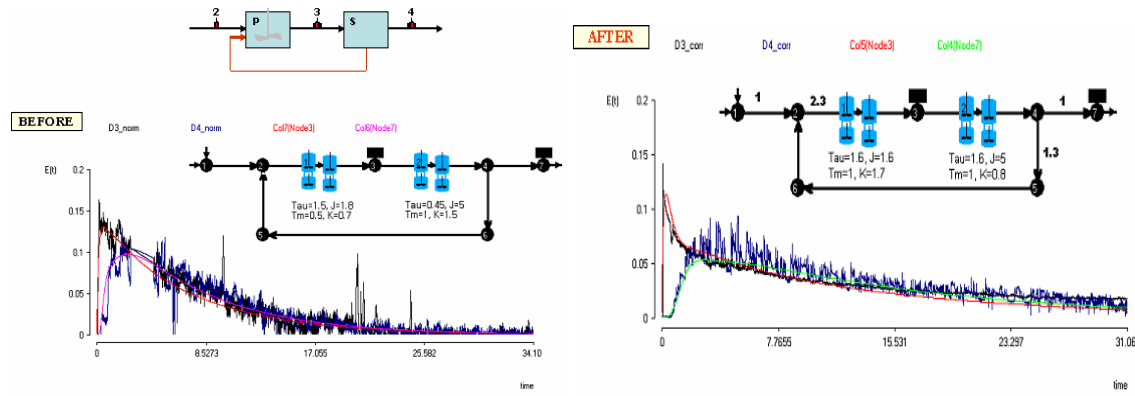 2 P 3 S 4
BEFORE
D3_norm D4_norm Col7(Node3) Col6(Node7)
E(t)
1 2 1 3 2 4 7
Tau=1.5, J=1.8 Tau=0.45, J=5
Tm=0.5, K=0.7 Tm=1, K=1.5
5 6
0.2
0.15
0.1
0.05
0
0 8.5273 17.055 25.582 34.10
time
AFTER
D3_corr D4_corr Col5(Node3) Col4(Node7)
E(t)
1 2.3 1
1 2 1 3 2 4 7
Tau=1.6, J=1.6 Tau=1.6, J=5
Tm=1, K=1.7 Tm=1, K=0.8
1.3
6 5
0.2
0.15
0.1
0.05
0
0 7.7655 15.531 23.297 31.06
time